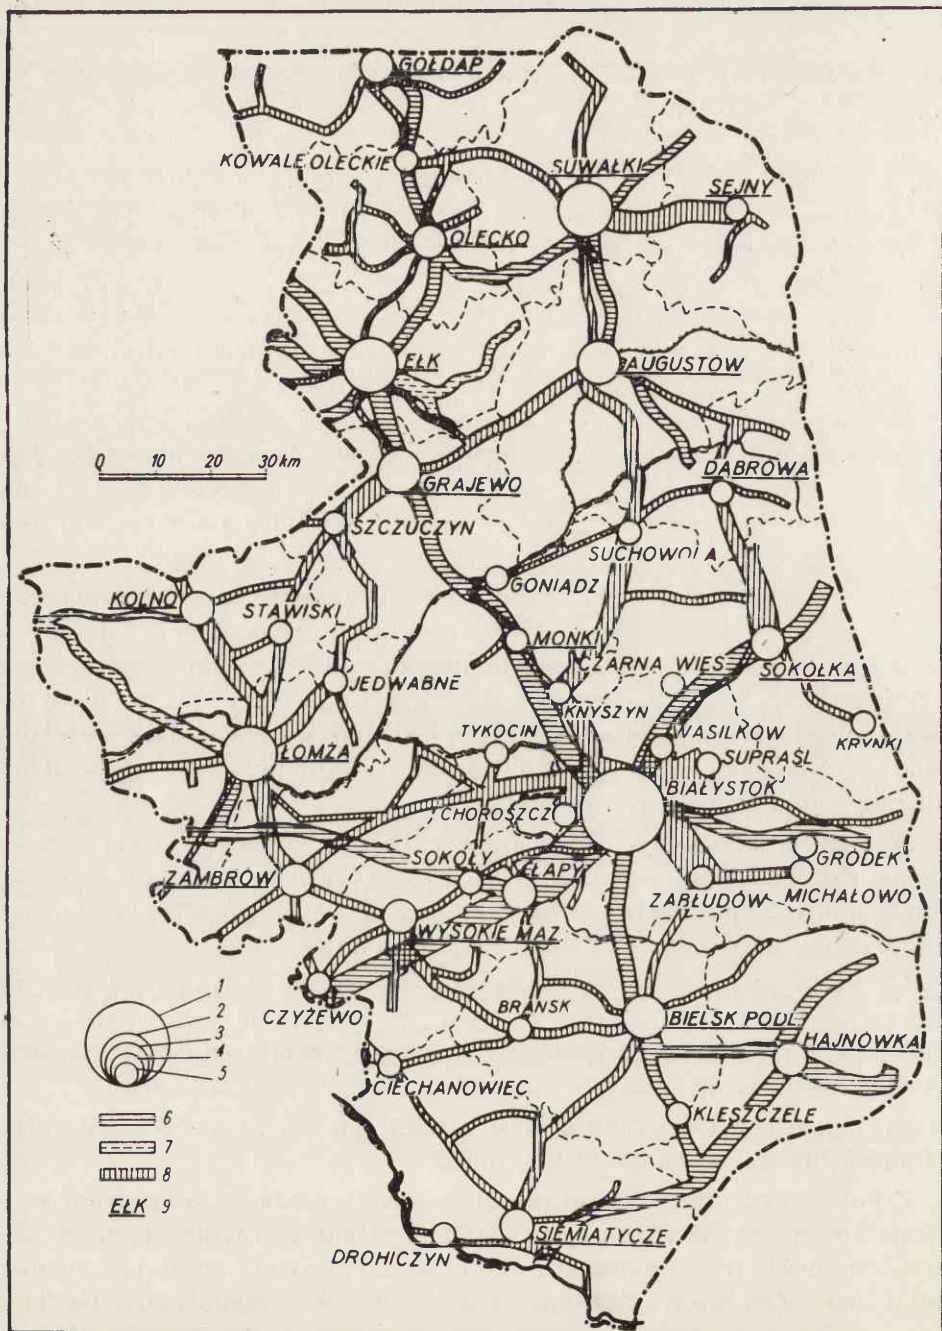 GOŁDAP
KOWALE OLECKIE
SUWAŁKI
SEJNY
OLECKO
EŁK
AUGUSTÓW
0 10 20 30 km
DĄBROWA
GRAJEWO
SZCZUCZYN
SUCHOWOLA
GONIĄDZ
KOLNO
STAWISKI
MOŃKI
CZARNA WIEŚ
SOKÓŁKA
JEDWABNE
KNYSZYN
KRYNKI
TYKOCIN
WASILKÓW
ŁOMŻA
SUPRAŚL
BIAŁYSTOK
CHOROSZCZ
SOKOŁY
GRÓDEK
ZAMBRÓW
ŁAPY
ZABŁUDÓW
MICHAŁOWO
WYSOKIE MAZ
CZYŻEWO
BRAŃSK
BIELSK PODL
HAJNÓWKA
1
2
3
4
5
CIECHANOWIEC
KLESZCZELE
6
7
8
EŁK 9
SIEMIATYCZE
DROHICZYN